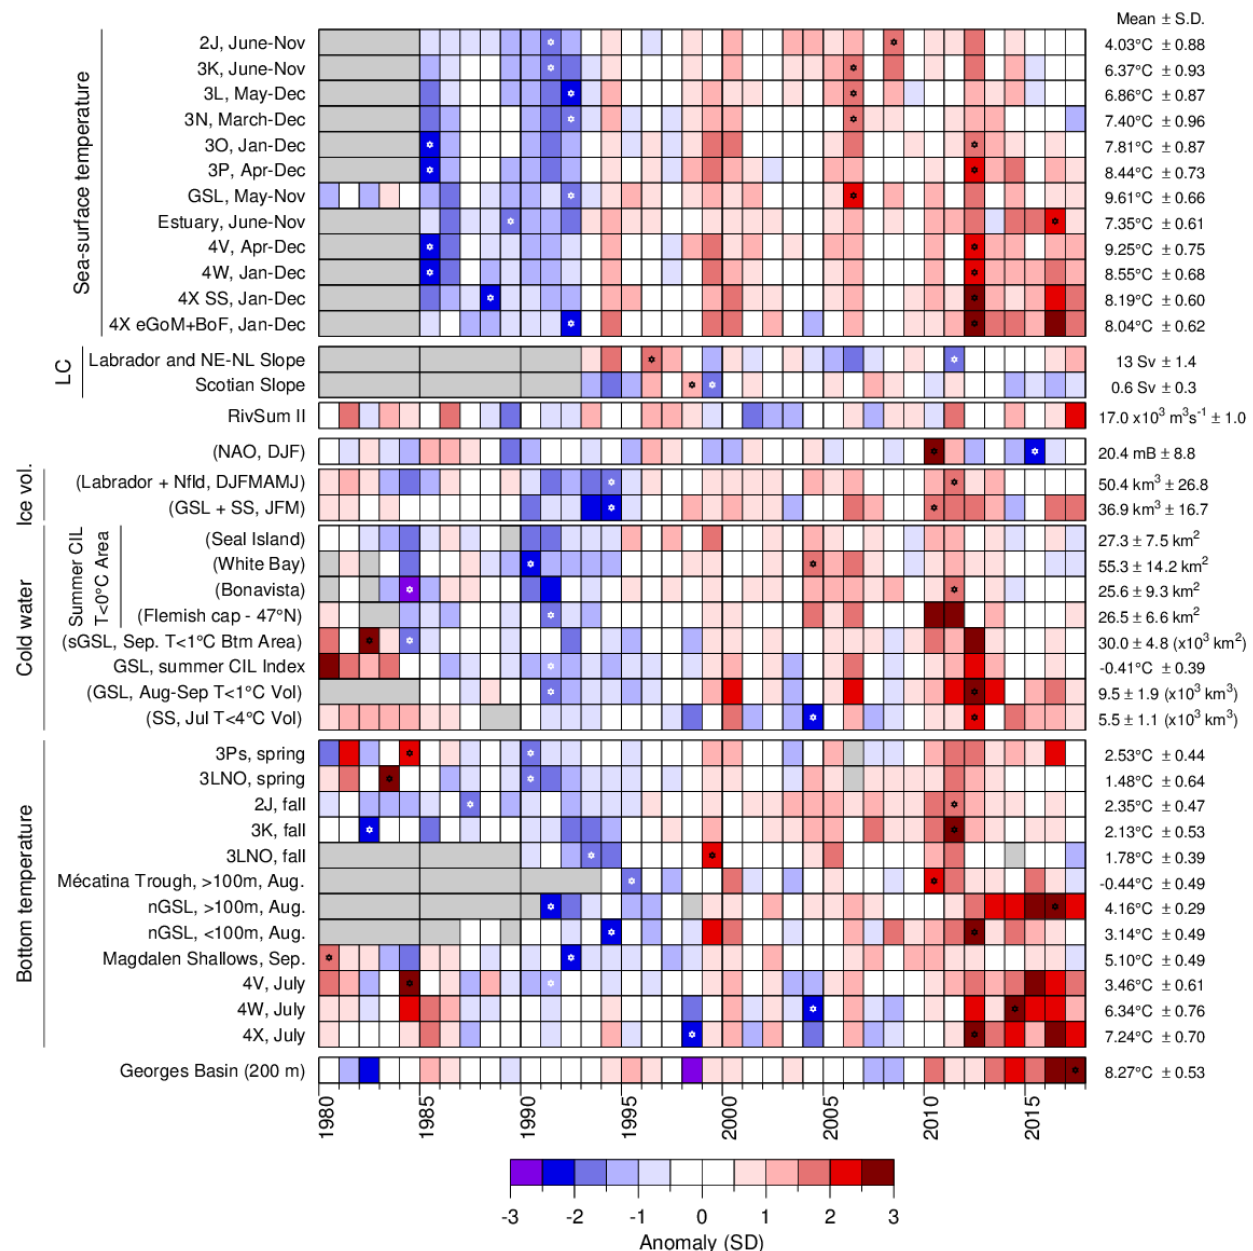 Mean ± S.D.
Sea-surface temperature
2J, June-Nov 4.03°C ± 0.88
3K, June-Nov 6.37°C ± 0.93
3L, May-Dec 6.86°C ± 0.87
3N, March-Dec 7.40°C ± 0.96
3O, Jan-Dec 7.81°C ± 0.87
3P, Apr-Dec 8.44°C ± 0.73
GSL, May-Nov 9.61°C ± 0.66
Estuary, June-Nov 7.35°C ± 0.61
4V, Apr-Dec 9.25°C ± 0.75
4W, Jan-Dec 8.55°C ± 0.68
4X SS, Jan-Dec 8.19°C ± 0.60
4X eGoM+BoF, Jan-Dec 8.04°C ± 0.62
LC
Labrador and NE-NL Slope 13 Sv ± 1.4
Scotian Slope 0.6 Sv ± 0.3
RivSum II 17.0 x10³ m³s⁻¹ ± 1.0
(NAO, DJF) 20.4 mB ± 8.8
Ice vol.
(Labrador + Nfld, DJFMAMJ) 50.4 km³ ± 26.8
(GSL + SS, JFM) 36.9 km³ ± 16.7
Cold water
Summer CIL
T<0°C Area
(Seal Island) 27.3 ± 7.5 km²
(White Bay) 55.3 ± 14.2 km²
(Bonavista) 25.6 ± 9.3 km²
(Flemish cap - 47°N) 26.5 ± 6.6 km²
(sGSL, Sep. T<1°C Btm Area) 30.0 ± 4.8 (x10³ km²)
GSL, summer CIL Index -0.41°C ± 0.39
(GSL, Aug-Sep T<1°C Vol) 9.5 ± 1.9 (x10³ km³)
(SS, Jul T<4°C Vol) 5.5 ± 1.1 (x10³ km³)
Bottom temperature
3Ps, spring 2.53°C ± 0.44
3LNO, spring 1.48°C ± 0.64
2J, fall 2.35°C ± 0.47
3K, fall 2.13°C ± 0.53
3LNO, fall 1.78°C ± 0.39
Mécatina Trough, >100m, Aug. -0.44°C ± 0.49
nGSL, >100m, Aug. 4.16°C ± 0.29
nGSL, <100m, Aug. 3.14°C ± 0.49
Magdalen Shallows, Sep. 5.10°C ± 0.49
4V, July 3.46°C ± 0.61
4W, July 6.34°C ± 0.76
4X, July 7.24°C ± 0.70
Georges Basin (200 m) 8.27°C ± 0.53
1980 1985 1990 1995 2000 2005 2010 2015
-3 -2 -1 0 1 2 3
Anomaly (SD)